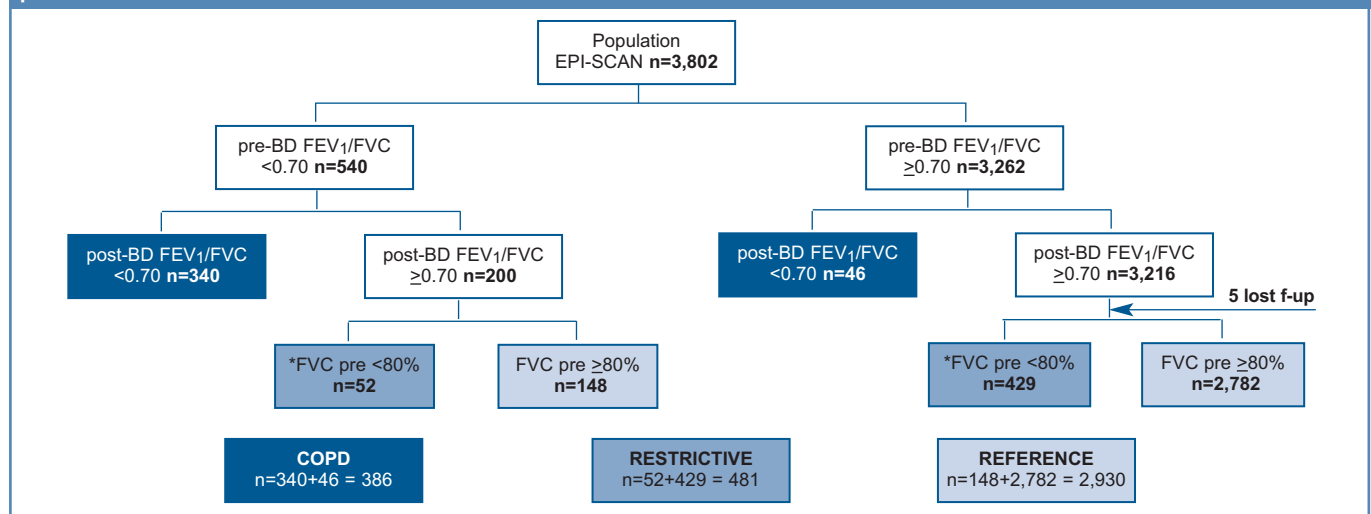 Population
EPI-SCAN n=3,802
pre-BD FEV₁/FVC
<0.70 n=540
pre-BD FEV₁/FVC
≥0.70 n=3,262
post-BD FEV₁/FVC
<0.70 n=340
post-BD FEV₁/FVC
≥0.70 n=200
post-BD FEV₁/FVC
<0.70 n=46
post-BD FEV₁/FVC
≥0.70 n=3,216
5 lost f-up
*FVC pre <80%
n=52
FVC pre ≥80%
n=148
*FVC pre <80%
n=429
FVC pre ≥80%
n=2,782
COPD
n=340+46 = 386
RESTRICTIVE
n=52+429 = 481
REFERENCE
n=148+2,782 = 2,930